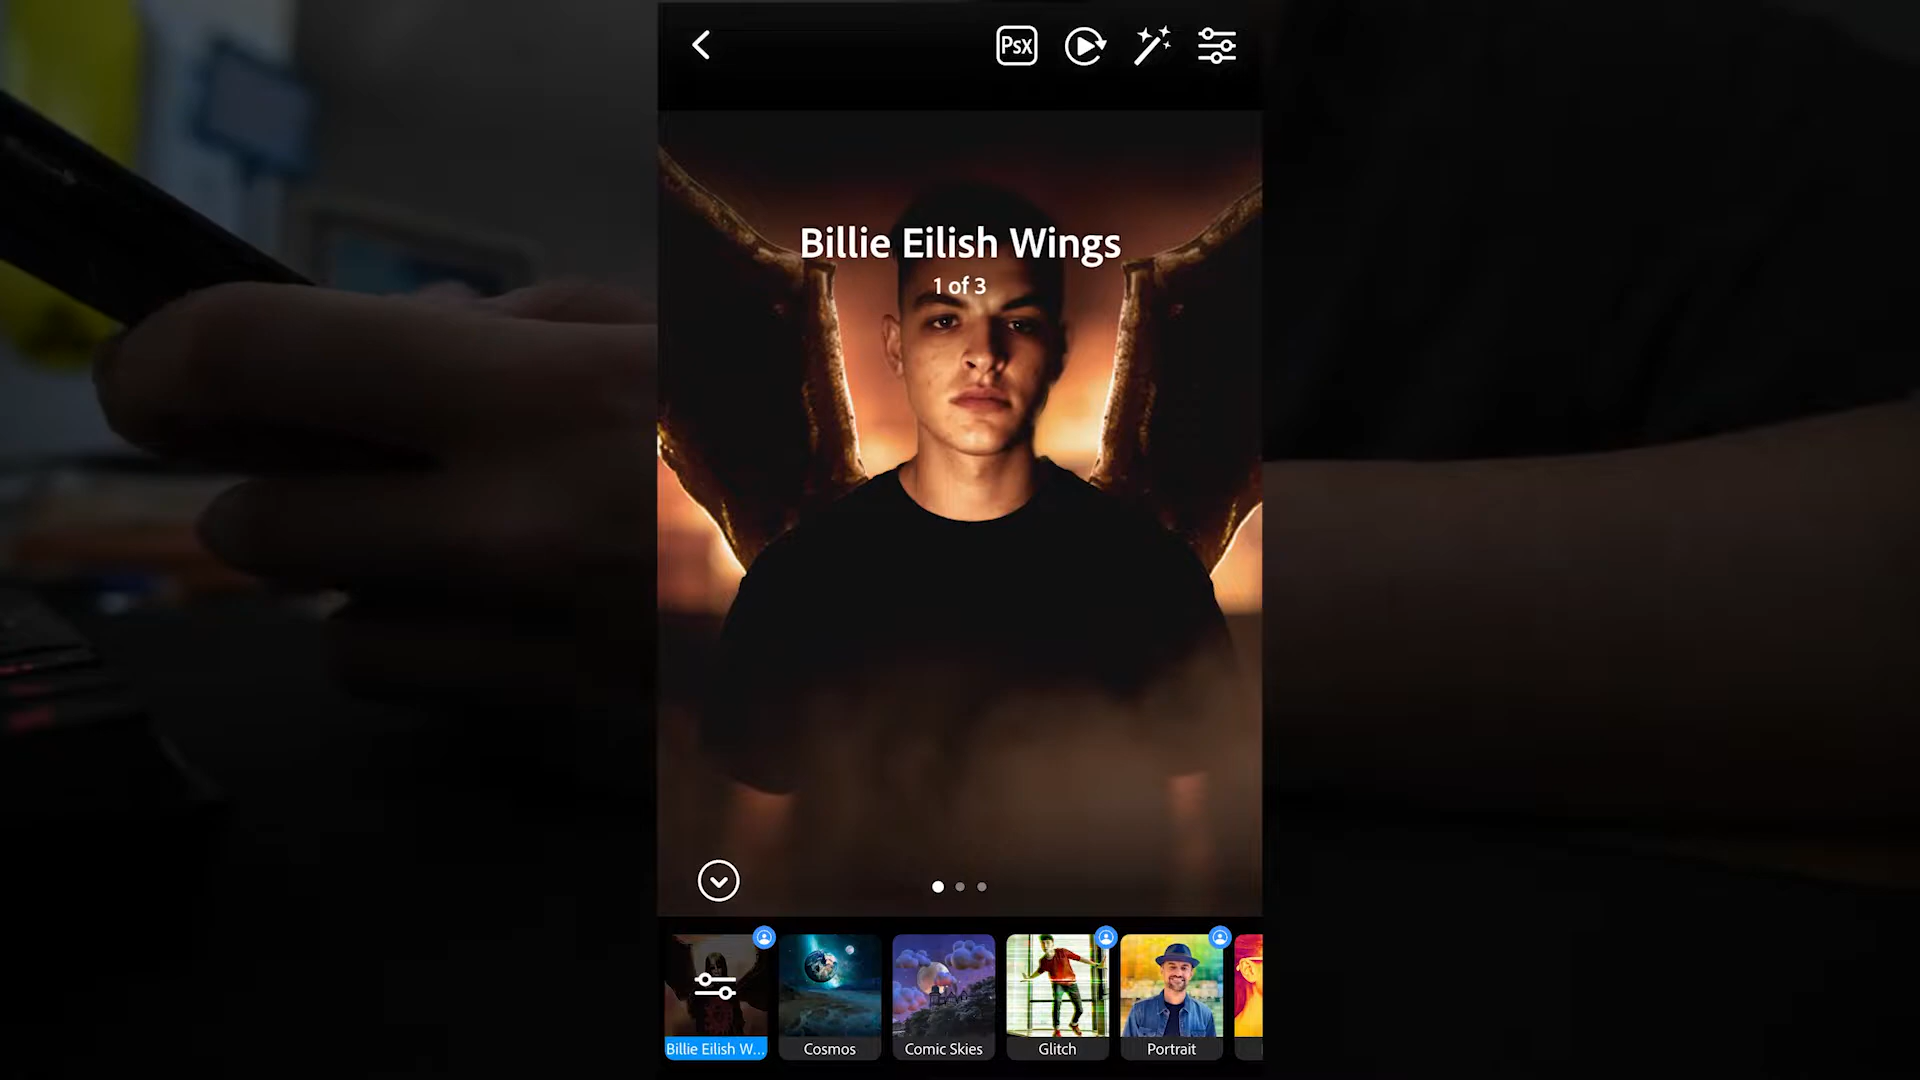 Psx
Billie Eilish Wings
1 of 3
Billie Eilish W...
Cosmos
Comic Skies
Glitch
Portrait